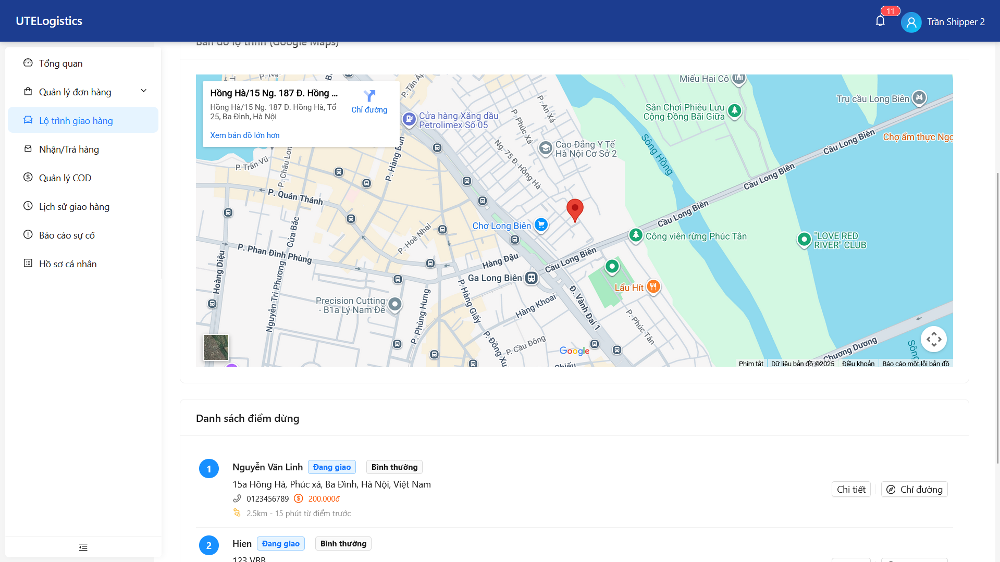 UTELogistics
11
Trần Shipper 2
Tổng quan
Quản lý đơn hàng
Lộ trình giao hàng
Nhận/Trả hàng
Quản lý COD
Lịch sử giao hàng
Báo cáo sự cố
Hồ sơ cá nhân
Bản đồ lộ trình (Google Maps)
Hồng Hà/15 Ng. 187 Đ. Hồng ...
Hồng Hà/15 Ng. 187 Đ. Hồng Hà, Tổ
25, Ba Đình, Hà Nội
Xem bản đồ lớn hơn
Chỉ đường
P. Tân Ấp
P. An Xá
P. Phúc Xá
Miếu Hai Cô
Trụ cầu Long Biên
Sân Chơi Phiêu Lưu
Cộng Đồng Bãi Giữa
Cửa hàng Xăng dầu
Petrolimex Số 05
Cao Đẳng Y Tế
Hà Nội Cơ Sở 2
Chợ ẩm thực Ngọ
Sông Hồng
Cầu Long Biên
Cầu Long Biên
Cầu Long Biên
Cầu Long Biên
P. Trấn Vũ
P. Châu Lon
P. Hàng Bún
Ng. 75 Đ. Hồng Hà
P. Quán Thánh
Cửa Bắc
P. Hoè Nhai
Chợ Long Biên
Công viên rừng Phúc Tân
"LOVE RED
RIVER" CLUB
P. Phan Đình Phùng
Hoàng Diệu
Nguyễn Tri Phương
Hàng Đậu
Ga Long Biên
Lẩu Hít
Precision Cutting
- B1a Lý Nam Đế
P. Phùng Hưng
P. Hàng Giấy
Hàng Khoai
Đ. Vành Đai 1
P. Phúc Tân
P. Đồng Xu
P. Cầu Đông
Chiếu
Chương Dương
Sông
Google
Phím tắt
Dữ liệu bản đồ ©2025
Điều khoản
Báo cáo một lỗi bản đồ
Danh sách điểm dừng
1
Nguyễn Văn Linh
Đang giao
Bình thường
15a Hồng Hà, Phúc xá, Ba Đình, Hà Nội, Việt Nam
0123456789
200.000đ
2.5km - 15 phút từ điểm trước
Chi tiết
Chỉ đường
2
Hien
Đang giao
Bình thường
123 VBB